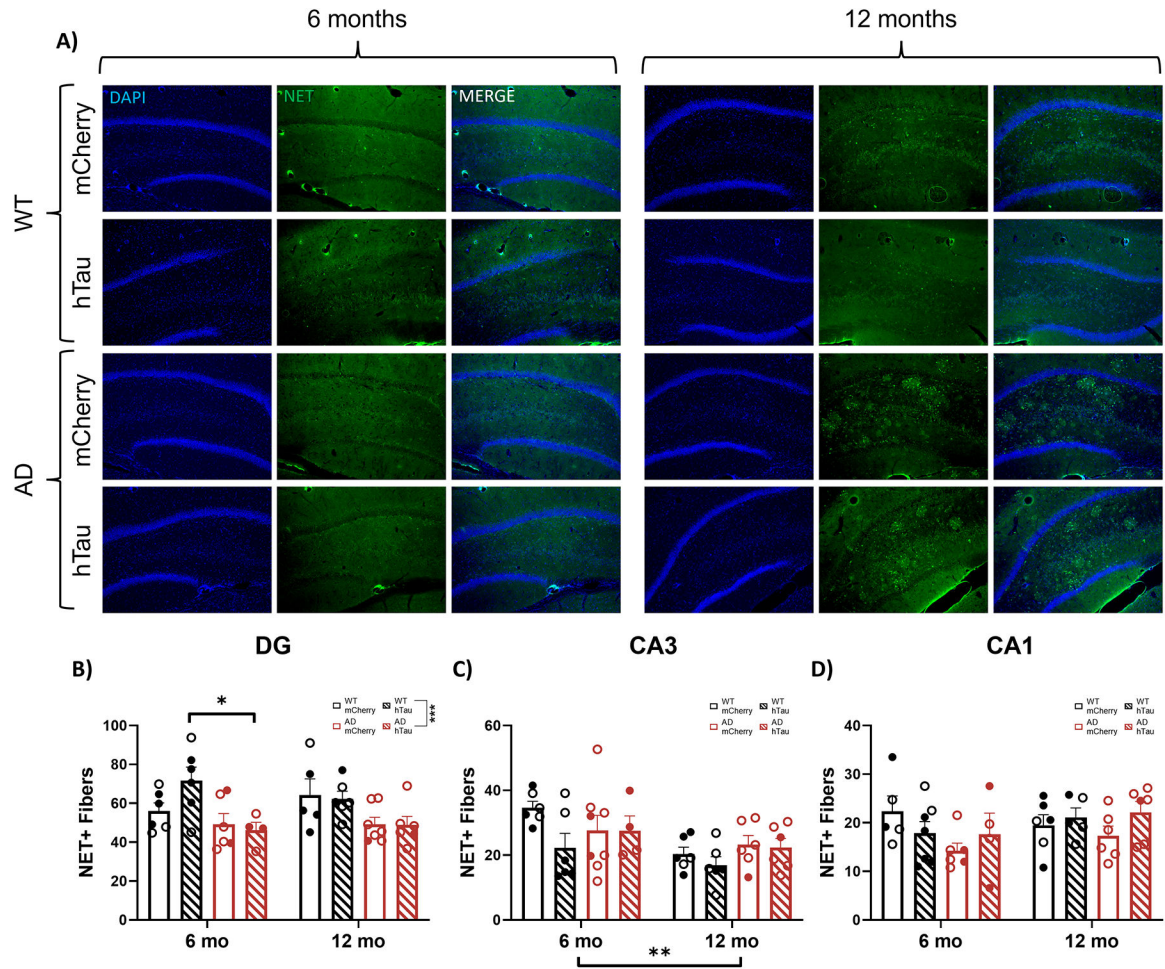 6 months
12 months
A)
DAPI
NET
MERGE
WT
mCherry
hTau
AD
mCherry
hTau
DG
CA3
CA1
B)
*
WT
mCherry
WT
hTau
AD
mCherry
AD
hTau
***
NET+ Fibers
100
80
60
40
20
0
6 mo
12 mo
C)
WT
mCherry
WT
hTau
AD
mCherry
AD
hTau
NET+ Fibers
60
40
20
0
6 mo
12 mo
**
D)
WT
mCherry
WT
hTau
AD
mCherry
AD
hTau
NET+ Fibers
40
30
20
10
0
6 mo
12 mo